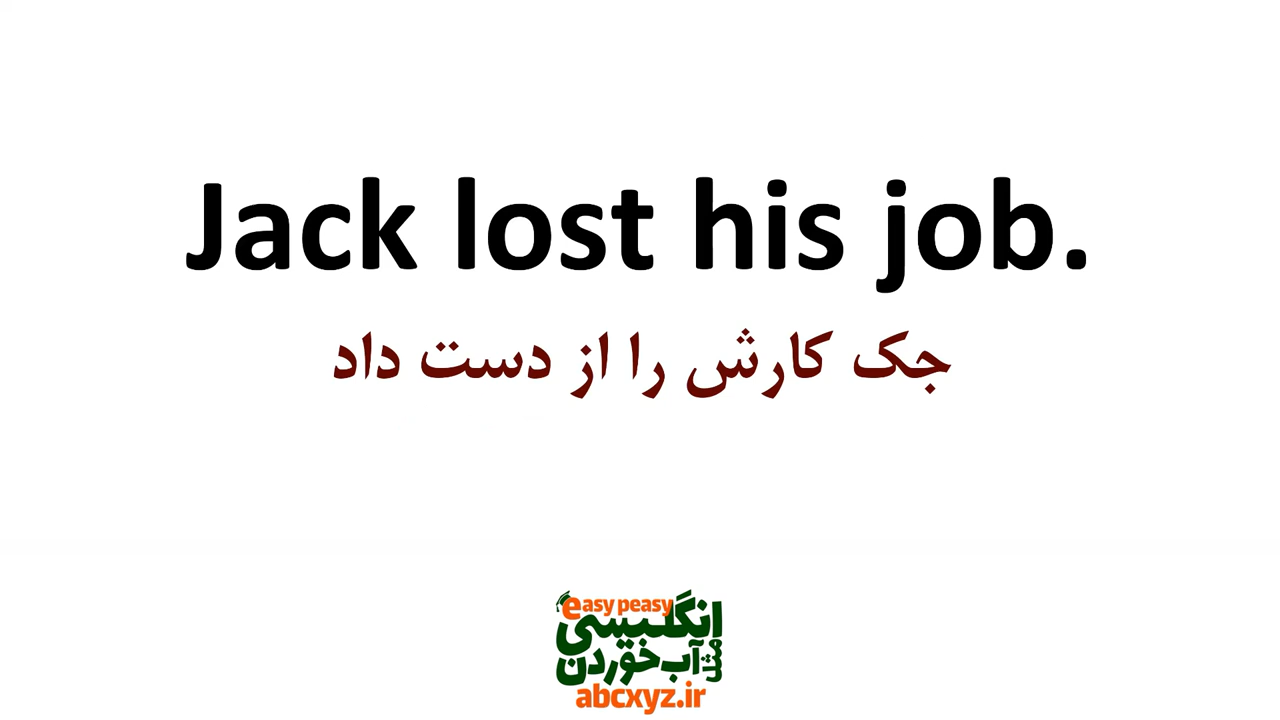 Jack lost his job.
جک کارش را از دست داد
easy peasy
انگلیسی
مثل آب خوردن
abcxyz.ir